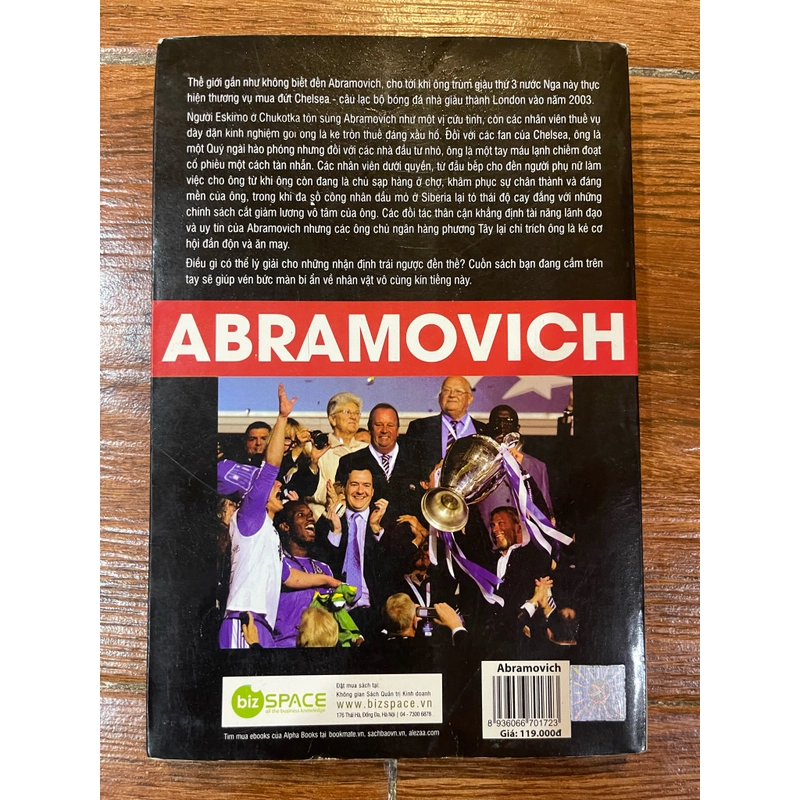 Thế giới gần như không biết đến Abramovich, cho tới khi ông trùm giàu thứ 3 nước Nga này thực
hiện thương vụ mua đứt Chelsea - câu lạc bộ bóng đá nhà giàu thành London vào năm 2003.
Người Eskimo ở Chukotka tôn sùng Abramovich như một vị cứu tinh, còn các nhân viên thuế vụ
dày dặn kinh nghiệm gọi ông là kẻ trốn thuế đáng xấu hổ. Đối với các fan của Chelsea, ông là
một Quý ngài hào phóng nhưng đối với các nhà đầu tư nhỏ, ông là một tay máu lạnh chiếm đoạt
cổ phiếu một cách tàn nhẫn. Các nhân viên dưới quyền, từ đầu bếp cho đến người phụ nữ làm
việc cho ông từ khi ông còn đang là chủ sạp hàng ở chợ, khâm phục sự chân thành và đáng
mến của ông, trong khi đa số công nhân dầu mỏ ở Siberia lại tỏ thái độ cay đắng với những
chính sách cắt giảm lương vô tâm của ông. Các đối tác thân cận khẳng định tài năng lãnh đạo
và uy tín của Abramovich nhưng các ông chủ ngân hàng phương Tây lại chỉ trích ông là kẻ cơ
hội đần độn và ăn may.
Điều gì có thể lý giải cho những nhận định trái ngược đến thế? Cuốn sách bạn đang cầm trên
tay sẽ giúp vén bức màn bí ẩn về nhân vật vô cùng kín tiếng này.
ABRAMOVICH
biz SPACE
all the business knowledge
Đặt mua sách tại:
Không gian Sách Quản trị Kinh doanh
www.bizspace.vn
176 Thái Hà, Đống Đa, Hà Nội | 04 - 7300 6878
Tìm mua ebooks của Alpha Books tại bookmate.vn, sachbaovn.vn, alezaa.com
Abramovich
8 936066 701723
Giá: 119.000đ